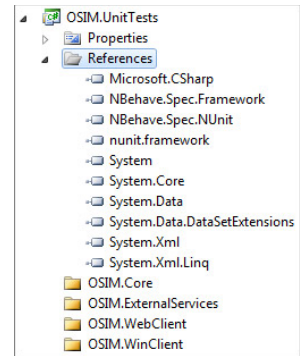 OSIM.UnitTests
Properties
References
Microsoft.CSharp
NBehave.Spec.Framework
NBehave.Spec.NUnit
nunit.framework
System
System.Core
System.Data
System.Data.DataSetExtensions
System.Xml
System.Xml.Linq
OSIM.Core
OSIM.ExternalServices
OSIM.WebClient
OSIM.WinClient